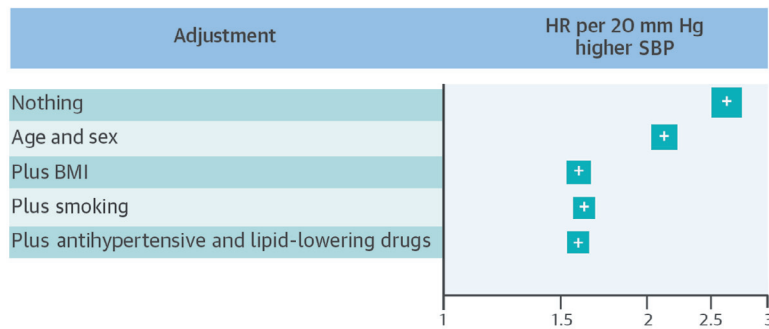 Adjustment
HR per 20 mm Hg
higher SBP
Nothing
Age and sex
Plus BMI
Plus smoking
Plus antihypertensive and lipid-lowering drugs
1 1.5 2 2.5 3